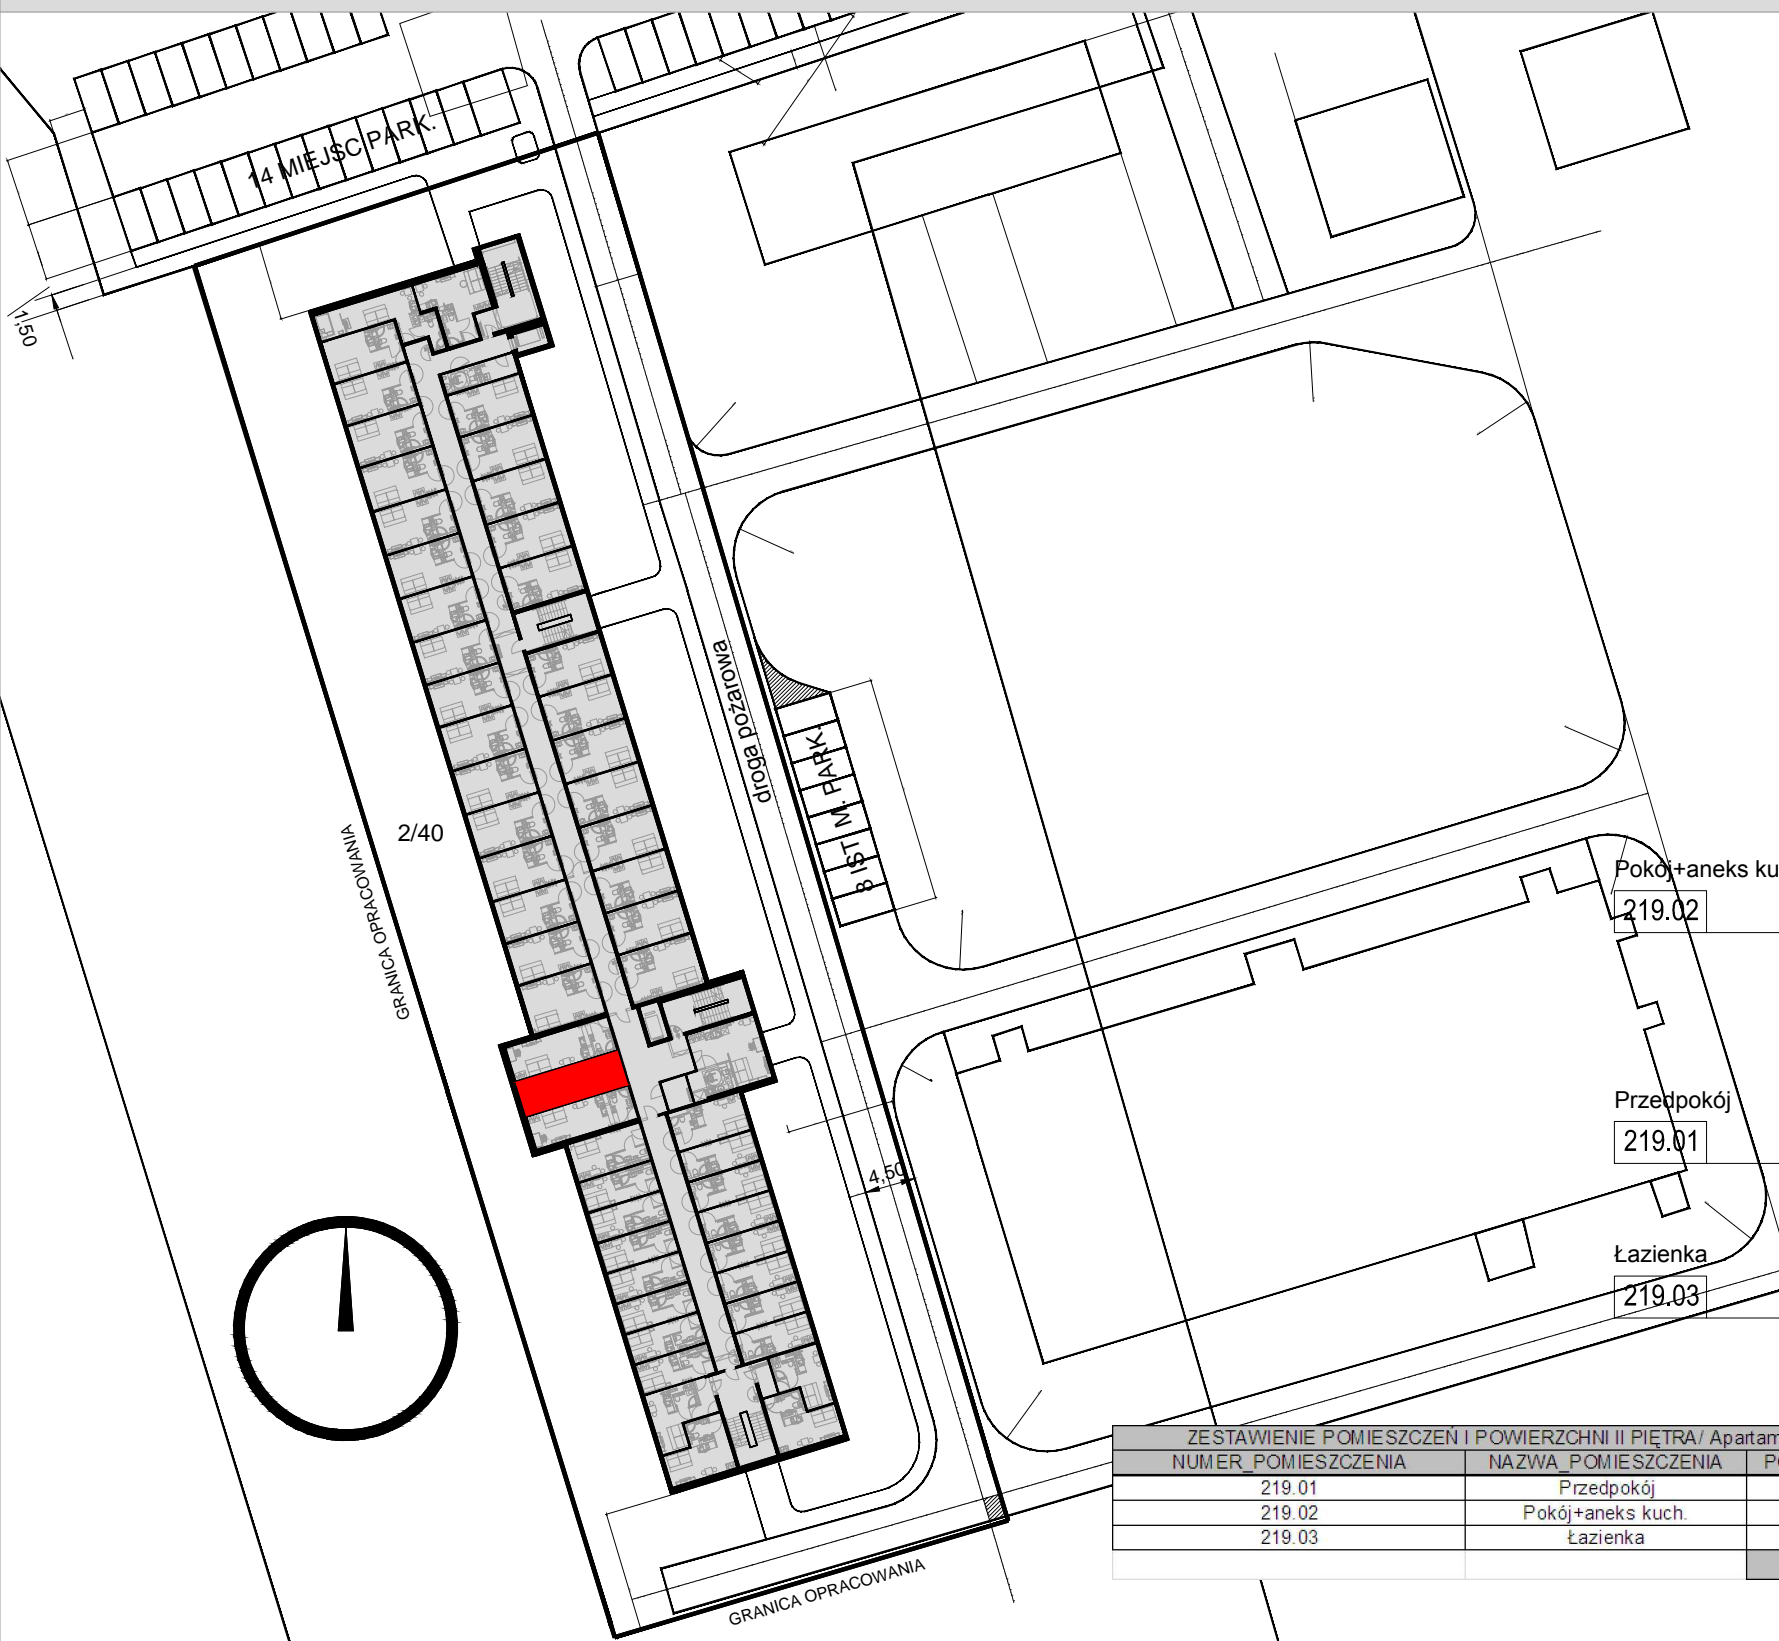 14 MIEJSC PARK.
1,50
droga pożarowa
8 IST M. PARK.
2/40
GRANICA OPRACOWANIA
Pokój+aneks ku
219.02
Przedpokój
219.01
4,50
Łazienka
219.03
ZESTAWIENIE POMIESZCZEŃ I POWIERZCHNI II PIĘTRA/ Apartam
NUMER_POMIESZCZENIA NAZWA_POMIESZCZENIA P
219.01 Przedpokój
219.02 Pokój+aneks kuch.
219.03 Łazienka
GRANICA OPRACOWANIA